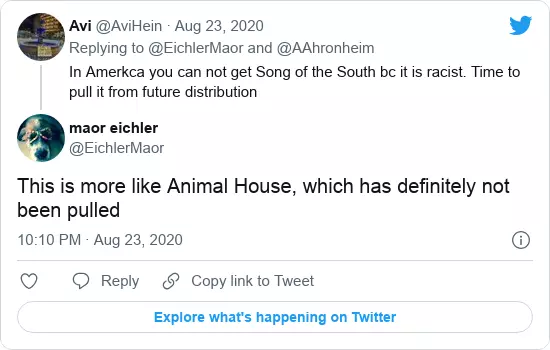 Avi @AviHein · Aug 23, 2020
Replying to @EichlerMaor and @AAhronheim
In Amerkca you can not get Song of the South bc it is racist. Time to
pull it from future distribution
maor eichler
@EichlerMaor
This is more like Animal House, which has definitely not
been pulled
10:10 PM · Aug 23, 2020
Reply
Copy link to Tweet
Explore what's happening on Twitter